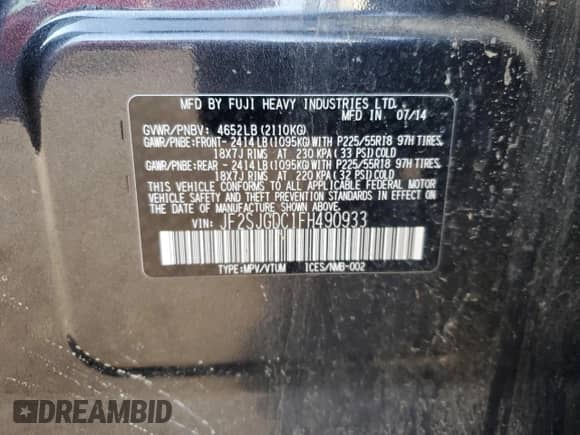 MFD BY FUJI HEAVY INDUSTRIES LTD.
MFD IN 07/14
GVWR/PNBV: 4652LB (2110KG)
GAWR/PNBE:FRONT- 2414 LB (1095KG) WITH P225/55R18 97H TIRES,
18X7J RIMS AT 230 KPA (33 PSI) COLD
GAWR/PNBE:REAR - 2414 LB (1095KG) WITH P225/55R18 97H TIRES,
18X7J RIMS AT 220 KPA (32 PSI) COLD
THIS VEHICLE CONFORMS TO ALL APPLICABLE FEDERAL MOTOR
VEHICLE SAFETY AND THEFT PREVENTION STANDARDS IN EFFECT
ON THE DATE OF MANUFACTURE SHOWN ABOVE.
VIN: JF2SJGDC1FH490933
TYPE:MPV/VTUM ICES/NMB-002
DREAMBID